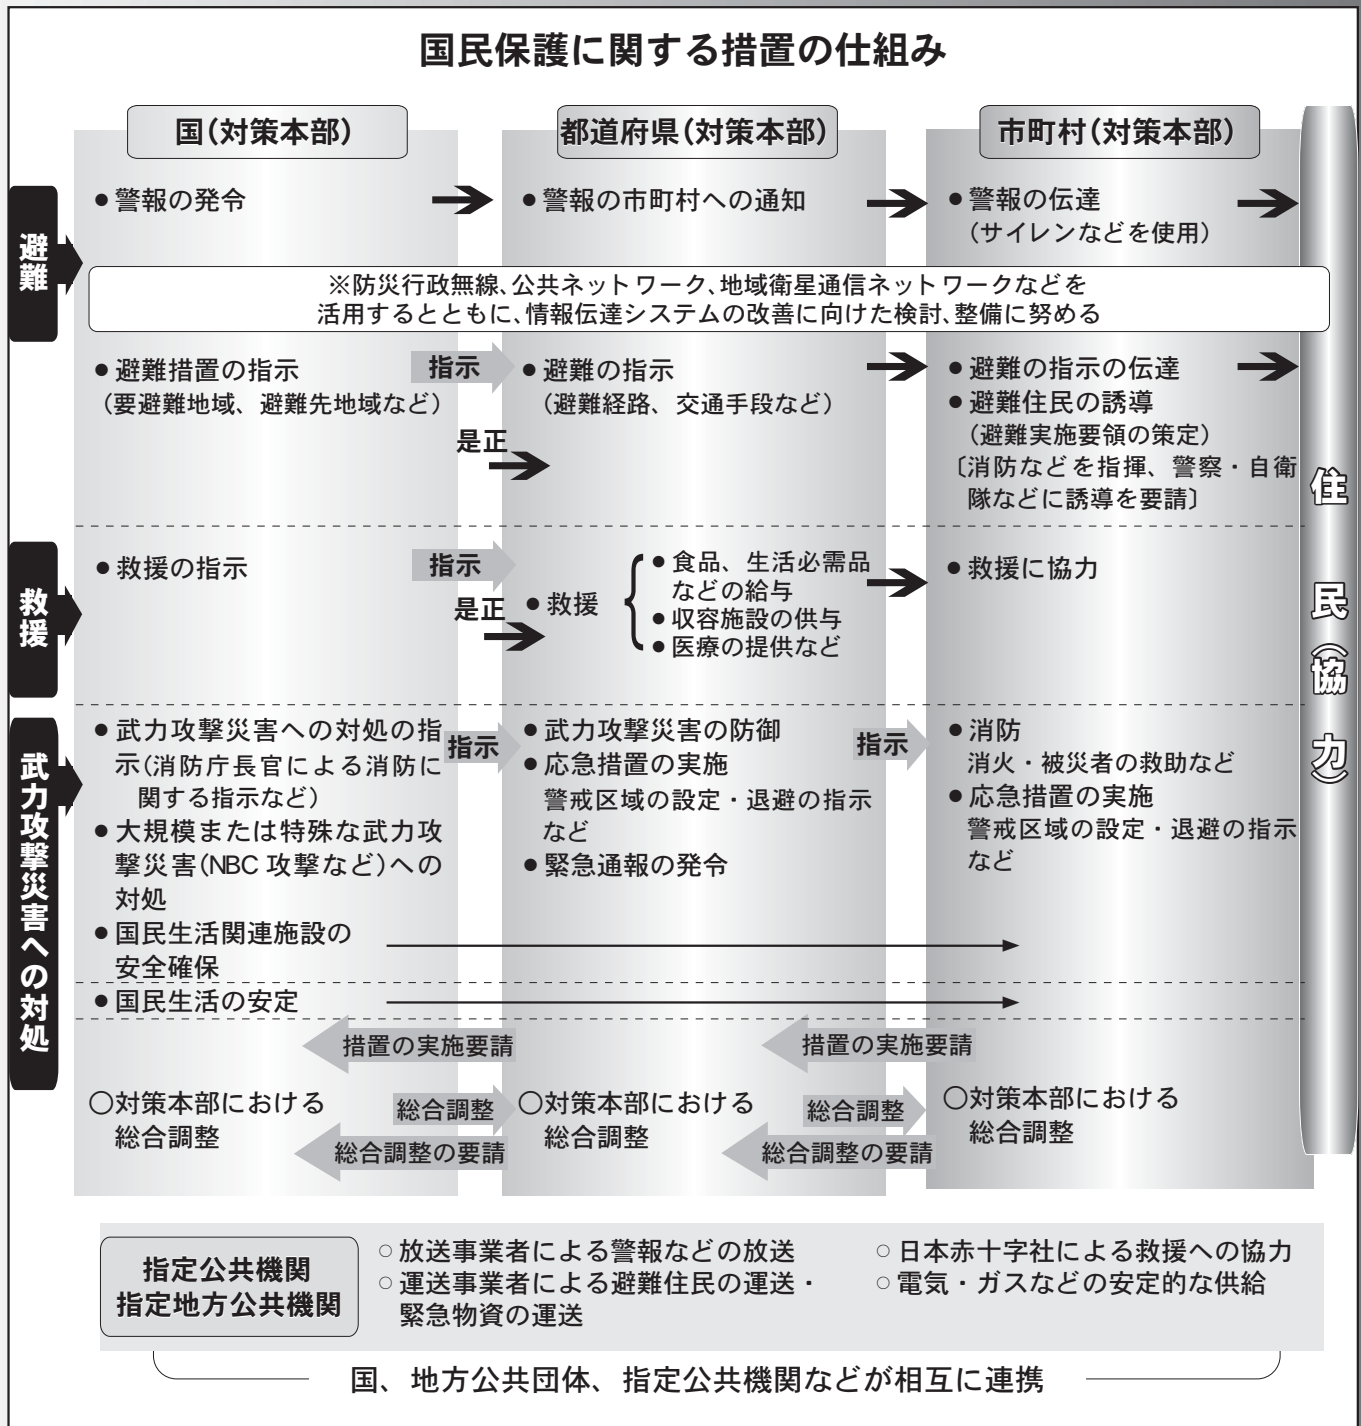 国民保護に関する措置の仕組み
国(対策本部)
都道府県(対策本部)
市町村(対策本部)
避難
● 警報の発令
● 警報の市町村への通知
● 警報の伝達
(サイレンなどを使用)
※防災行政無線、公共ネットワーク、地域衛星通信ネットワークなどを
活用するとともに、情報伝達システムの改善に向けた検討、整備に努める
● 避難措置の指示
(要避難地域、避難先地域など)
指示
是正
● 避難の指示
(避難経路、交通手段など)
● 避難の指示の伝達
● 避難住民の誘導
(避難実施要領の策定)
〔消防などを指揮、警察・自衛
隊などに誘導を要請〕
救援
● 救援の指示
指示
是正
● 救援
● 食品、生活必需品
などの給与
● 収容施設の供与
● 医療の提供など
● 救援に協力
武力攻撃災害への対処
● 武力攻撃災害への対処の指
示(消防庁長官による消防に
関する指示など)
● 大規模または特殊な武力攻
撃災害(NBC 攻撃など)への
対処
● 国民生活関連施設の
安全確保
指示
● 武力攻撃災害の防御
● 応急措置の実施
警戒区域の設定・退避の指示
など
● 緊急通報の発令
指示
● 消防
消火・被災者の救助など
● 応急措置の実施
警戒区域の設定・退避の指示
など
● 国民生活の安定
措置の実施要請
措置の実施要請
○対策本部における
総合調整
総合調整
総合調整の要請
○対策本部における
総合調整
総合調整
総合調整の要請
○対策本部における
総合調整
住民(協力)
指定公共機関
指定地方公共機関
○ 放送事業者による警報などの放送
○ 運送事業者による避難住民の運送・
緊急物資の運送
○ 日本赤十字社による救援への協力
○ 電気・ガスなどの安定的な供給
国、地方公共団体、指定公共機関などが相互に連携